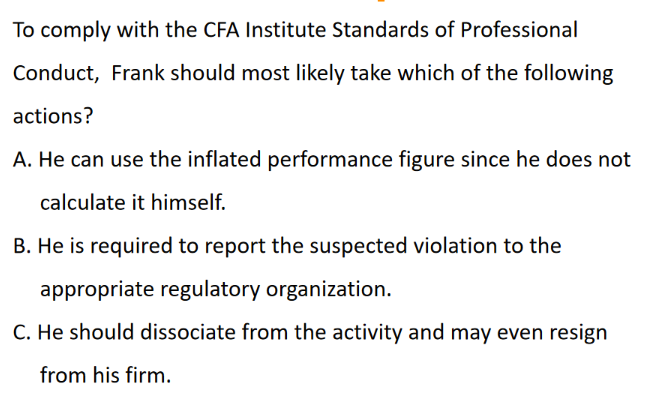 To comply with the CFA Institute Standards of Professional
Conduct, Frank should most likely take which of the following
actions?
A. He can use the inflated performance figure since he does not
calculate it himself.
B. He is required to report the suspected violation to the
appropriate regulatory organization.
C. He should dissociate from the activity and may even resign
from his firm.